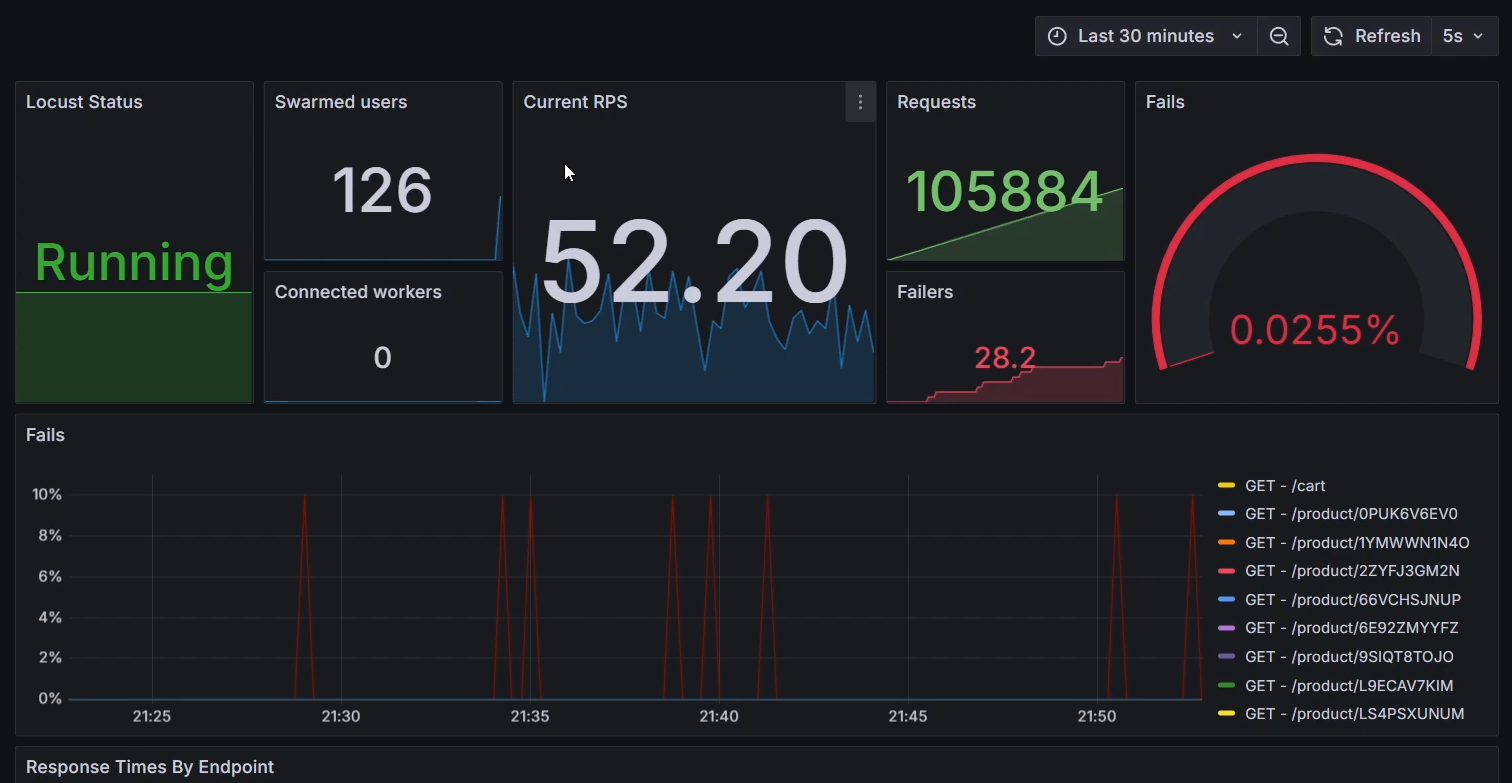 Last 30 minutes
Refresh
5s
Locust Status
Running
Swarmed users
126
Connected workers
0
Current RPS
52.20
Requests
105884
Failers
28.2
Fails
0.0255%
Fails
10%
8%
6%
4%
2%
0%
21:25 21:30 21:35 21:40 21:45 21:50
GET - /cart
GET - /product/0PUK6V6EV0
GET - /product/1YMWWN1N4O
GET - /product/2ZYFJ3GM2N
GET - /product/66VCHSJNUP
GET - /product/6E92ZMYYFZ
GET - /product/9SIQT8TOJO
GET - /product/L9ECAV7KIM
GET - /product/LS4PSXUNUM
Response Times By Endpoint